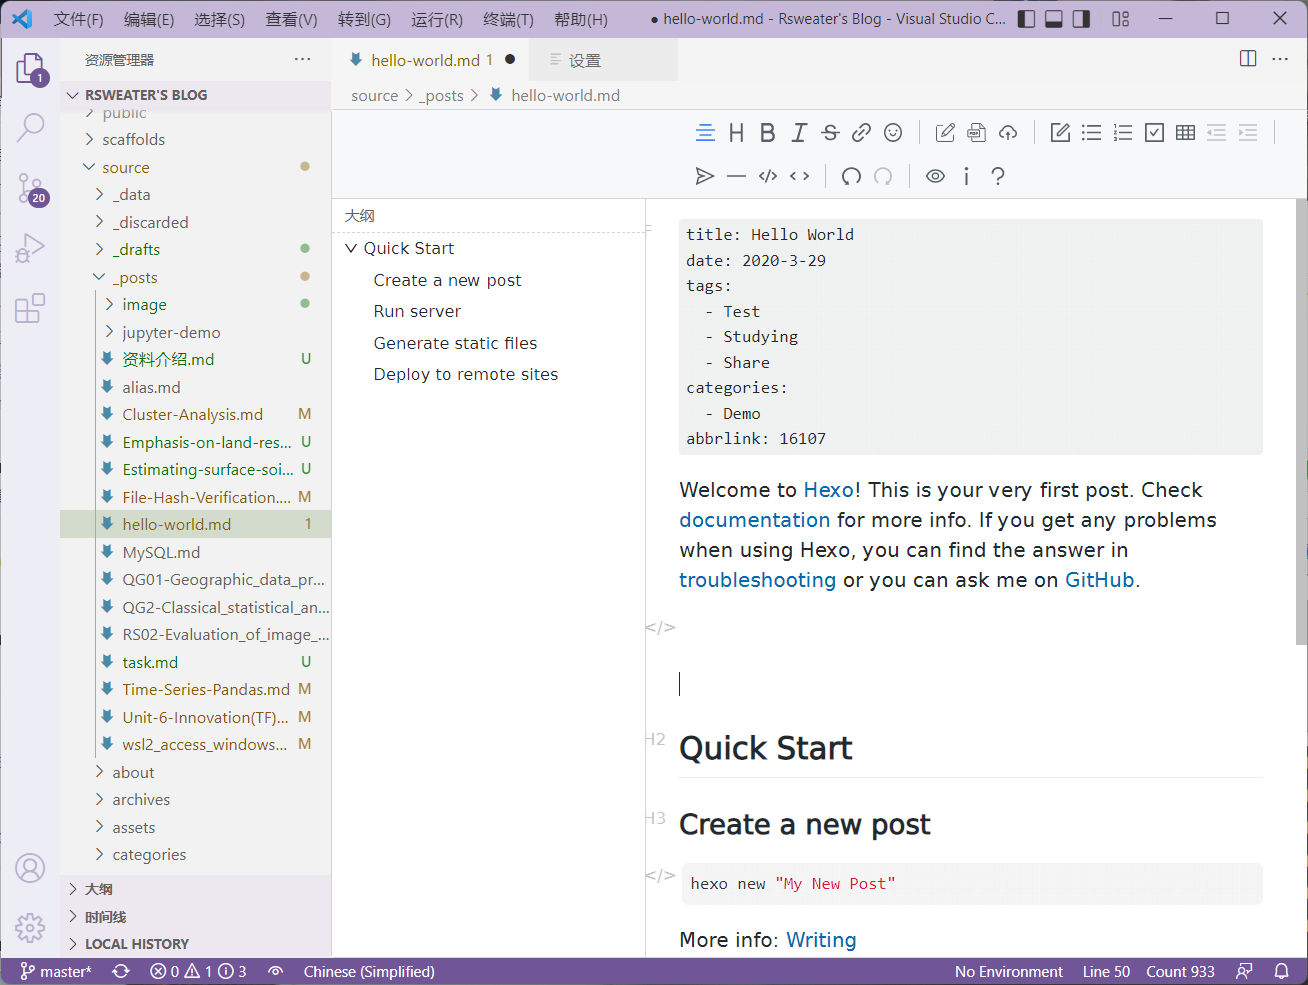 文件(F) 编辑(E) 选择(S) 查看(V) 转到(G) 运行(R) 终端(T) 帮助(H) ● hello-world.md - Rsweater's Blog - Visual Studio C...
资源管理器 ···
hello-world.md 1 ●
设置
RSWEATER'S BLOG
source > _posts > hello-world.md
public
scaffolds
source
_data
_discarded
_drafts
_posts
image
jupyter-demo
资料介绍.md U
alias.md
Cluster-Analysis.md M
Emphasis-on-land-res... U
Estimating-surface-soi... U
File-Hash-Verification.... M
hello-world.md 1
MySQL.md
QG01-Geographic_data_pr...
QG2-Classical_statistical_an...
RS02-Evaluation_of_image_...
task.md U
Time-Series-Pandas.md M
Unit-6-Innovation(TF)... M
wsl2_access_windows... M
about
archives
assets
categories
大纲
时间线
LOCAL HISTORY
1
20
大纲
Quick Start
Create a new post
Run server
Generate static files
Deploy to remote sites
title: Hello World
date: 2020-3-29
tags:
- Test
- Studying
- Share
categories:
- Demo
abbrlink: 16107
Welcome to Hexo! This is your very first post. Check
documentation for more info. If you get any problems
when using Hexo, you can find the answer in
troubleshooting or you can ask me on GitHub.
</>
H2 Quick Start
H3 Create a new post
</> hexo new "My New Post"
More info: Writing
master* 0 1 3 Chinese (Simplified) No Environment Line 50 Count 933